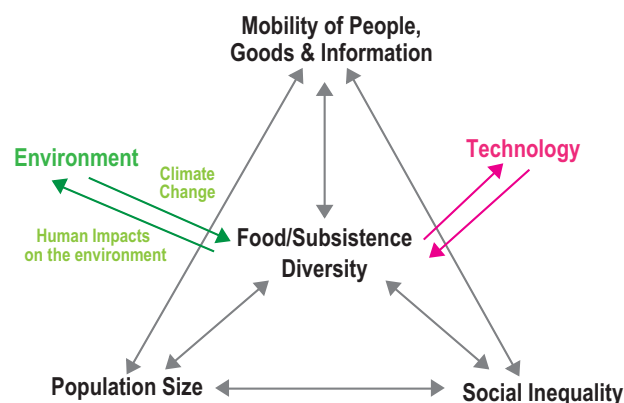 Mobility of People,
Goods & Information
Environment
Climate
Change
Technology
Human Impacts
on the environment
Food/Subsistence
Diversity
Population Size
Social Inequality